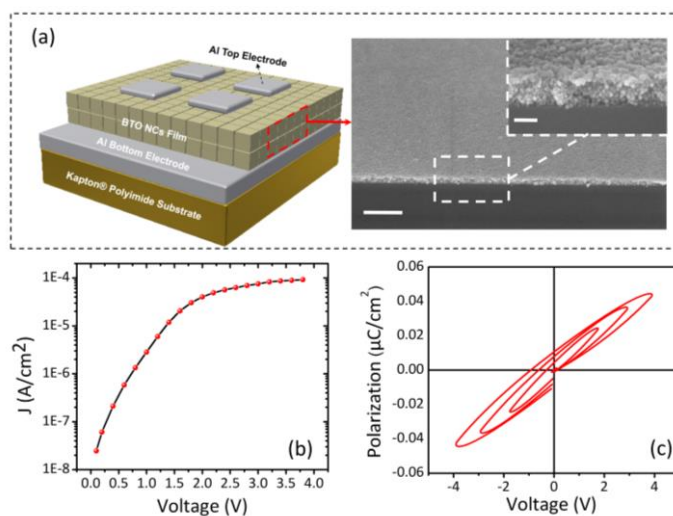 (a)
Al Top Electrode
BTO NCs Film
Al Bottom Electrode
Kapton® Polyimide Substrate
1E-4
1E-5
1E-6
1E-7
1E-8
J (A/cm²)
0.0 0.5 1.0 1.5 2.0 2.5 3.0 3.5 4.0
Voltage (V)
(b)
0.06
0.04
0.02
0.00
-0.02
-0.04
-0.06
Polarization (μC/cm²)
-4 -2 0 2 4
Voltage (V)
(c)